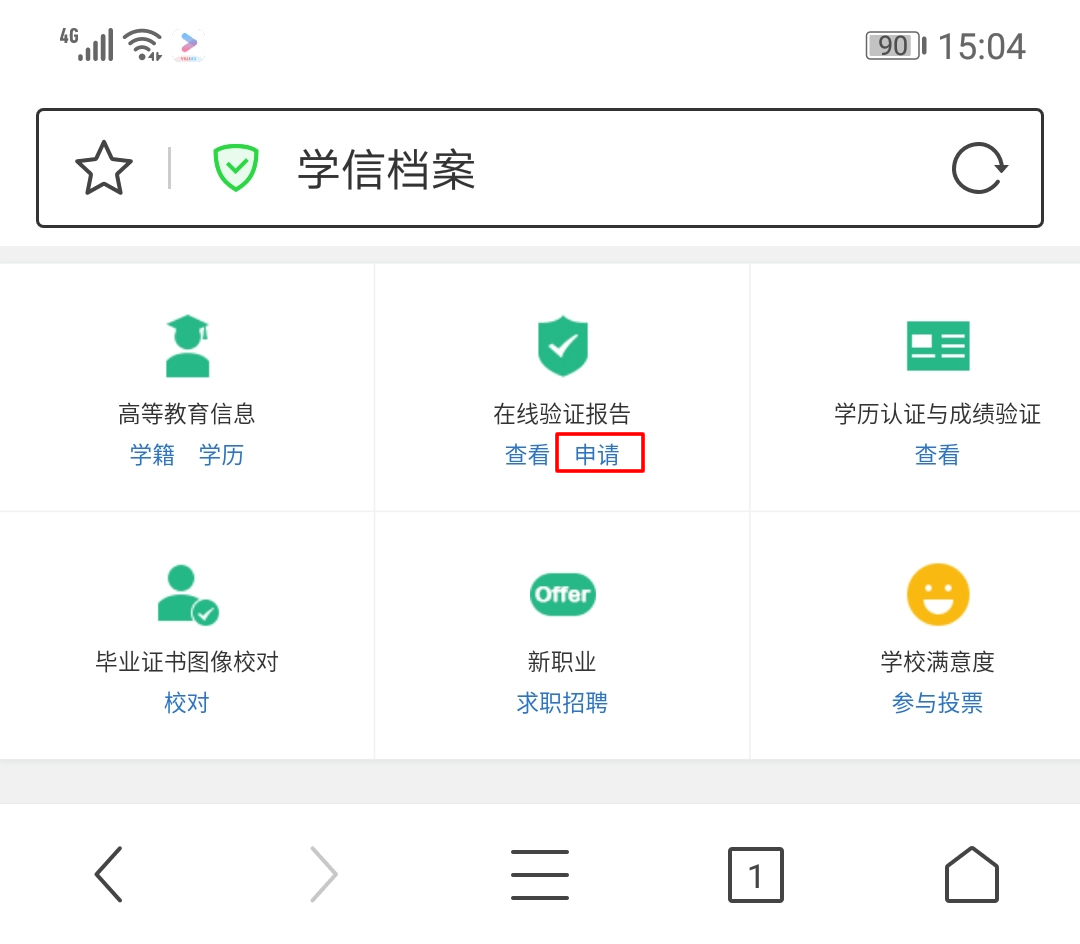 4G 90 15:04
学信档案
高等教育信息 在线验证报告 学历认证与成绩验证
学籍 学历 查看 申请 查看
Offer
毕业证书图像校对 新职业 学校满意度
校对 求职招聘 参与投票
1